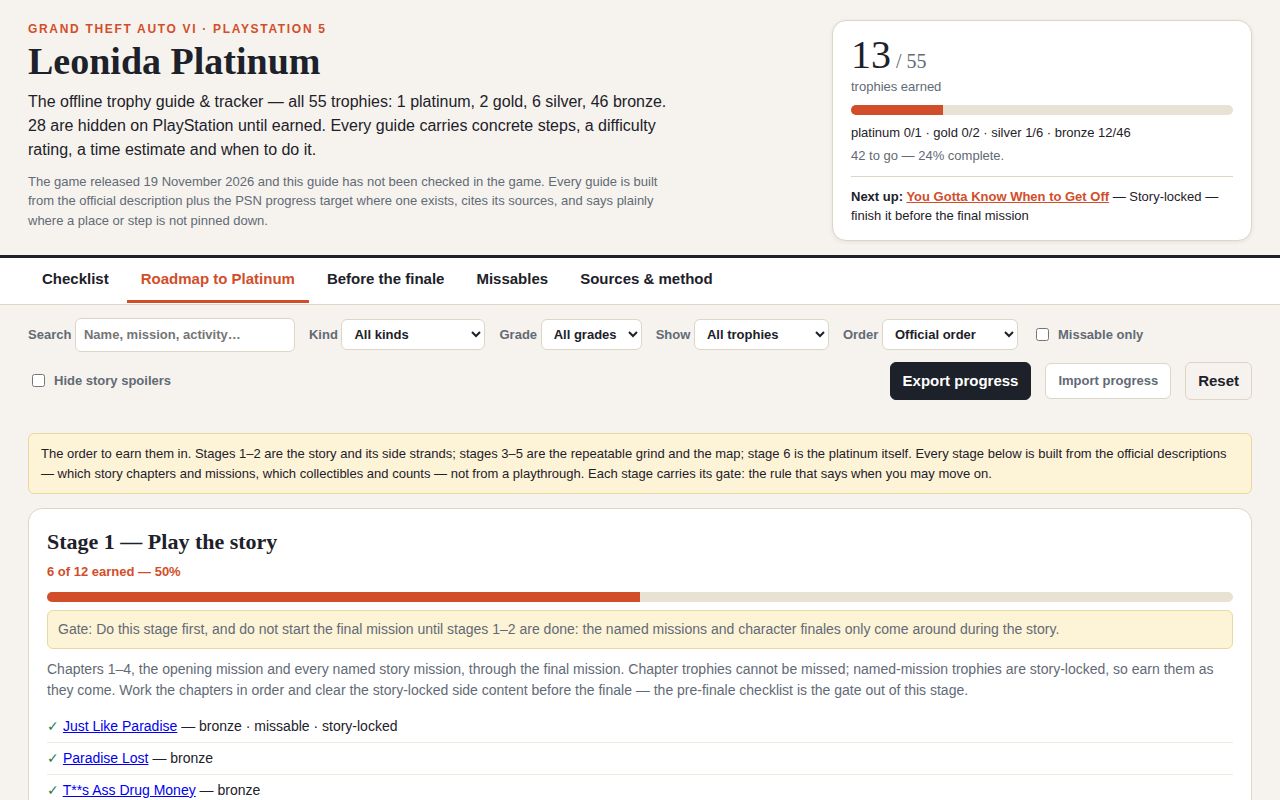 GRAND THEFT AUTO VI · PLAYSTATION 5
Leonida Platinum
The offline trophy guide & tracker — all 55 trophies: 1 platinum, 2 gold, 6 silver, 46 bronze.
28 are hidden on PlayStation until earned. Every guide carries concrete steps, a difficulty
rating, a time estimate and when to do it.
The game released 19 November 2026 and this guide has not been checked in the game. Every guide is built
from the official description plus the PSN progress target where one exists, cites its sources, and says plainly
where a place or step is not pinned down.
13 / 55
trophies earned
platinum 0/1 · gold 0/2 · silver 1/6 · bronze 12/46
42 to go — 24% complete.
Next up: You Gotta Know When to Get Off — Story-locked —
finish it before the final mission
Checklist Roadmap to Platinum Before the finale Missables Sources & method
Search Name, mission, activity… Kind All kinds Grade All grades Show All trophies Order Official order Missable only
Hide story spoilers Export progress Import progress Reset
The order to earn them in. Stages 1–2 are the story and its side strands; stages 3–5 are the repeatable grind and the map; stage 6 is the platinum itself. Every stage below is built from the official descriptions
— which story chapters and missions, which collectibles and counts — not from a playthrough. Each stage carries its gate: the rule that says when you may move on.
Stage 1 — Play the story
6 of 12 earned — 50%
Gate: Do this stage first, and do not start the final mission until stages 1–2 are done: the named missions and character finales only come around during the story.
Chapters 1–4, the opening mission and every named story mission, through the final mission. Chapter trophies cannot be missed; named-mission trophies are story-locked, so earn them as
they come. Work the chapters in order and clear the story-locked side content before the finale — the pre-finale checklist is the gate out of this stage.
✓ Just Like Paradise — bronze · missable · story-locked
✓ Paradise Lost — bronze
✓ T**s Ass Drug Money — bronze